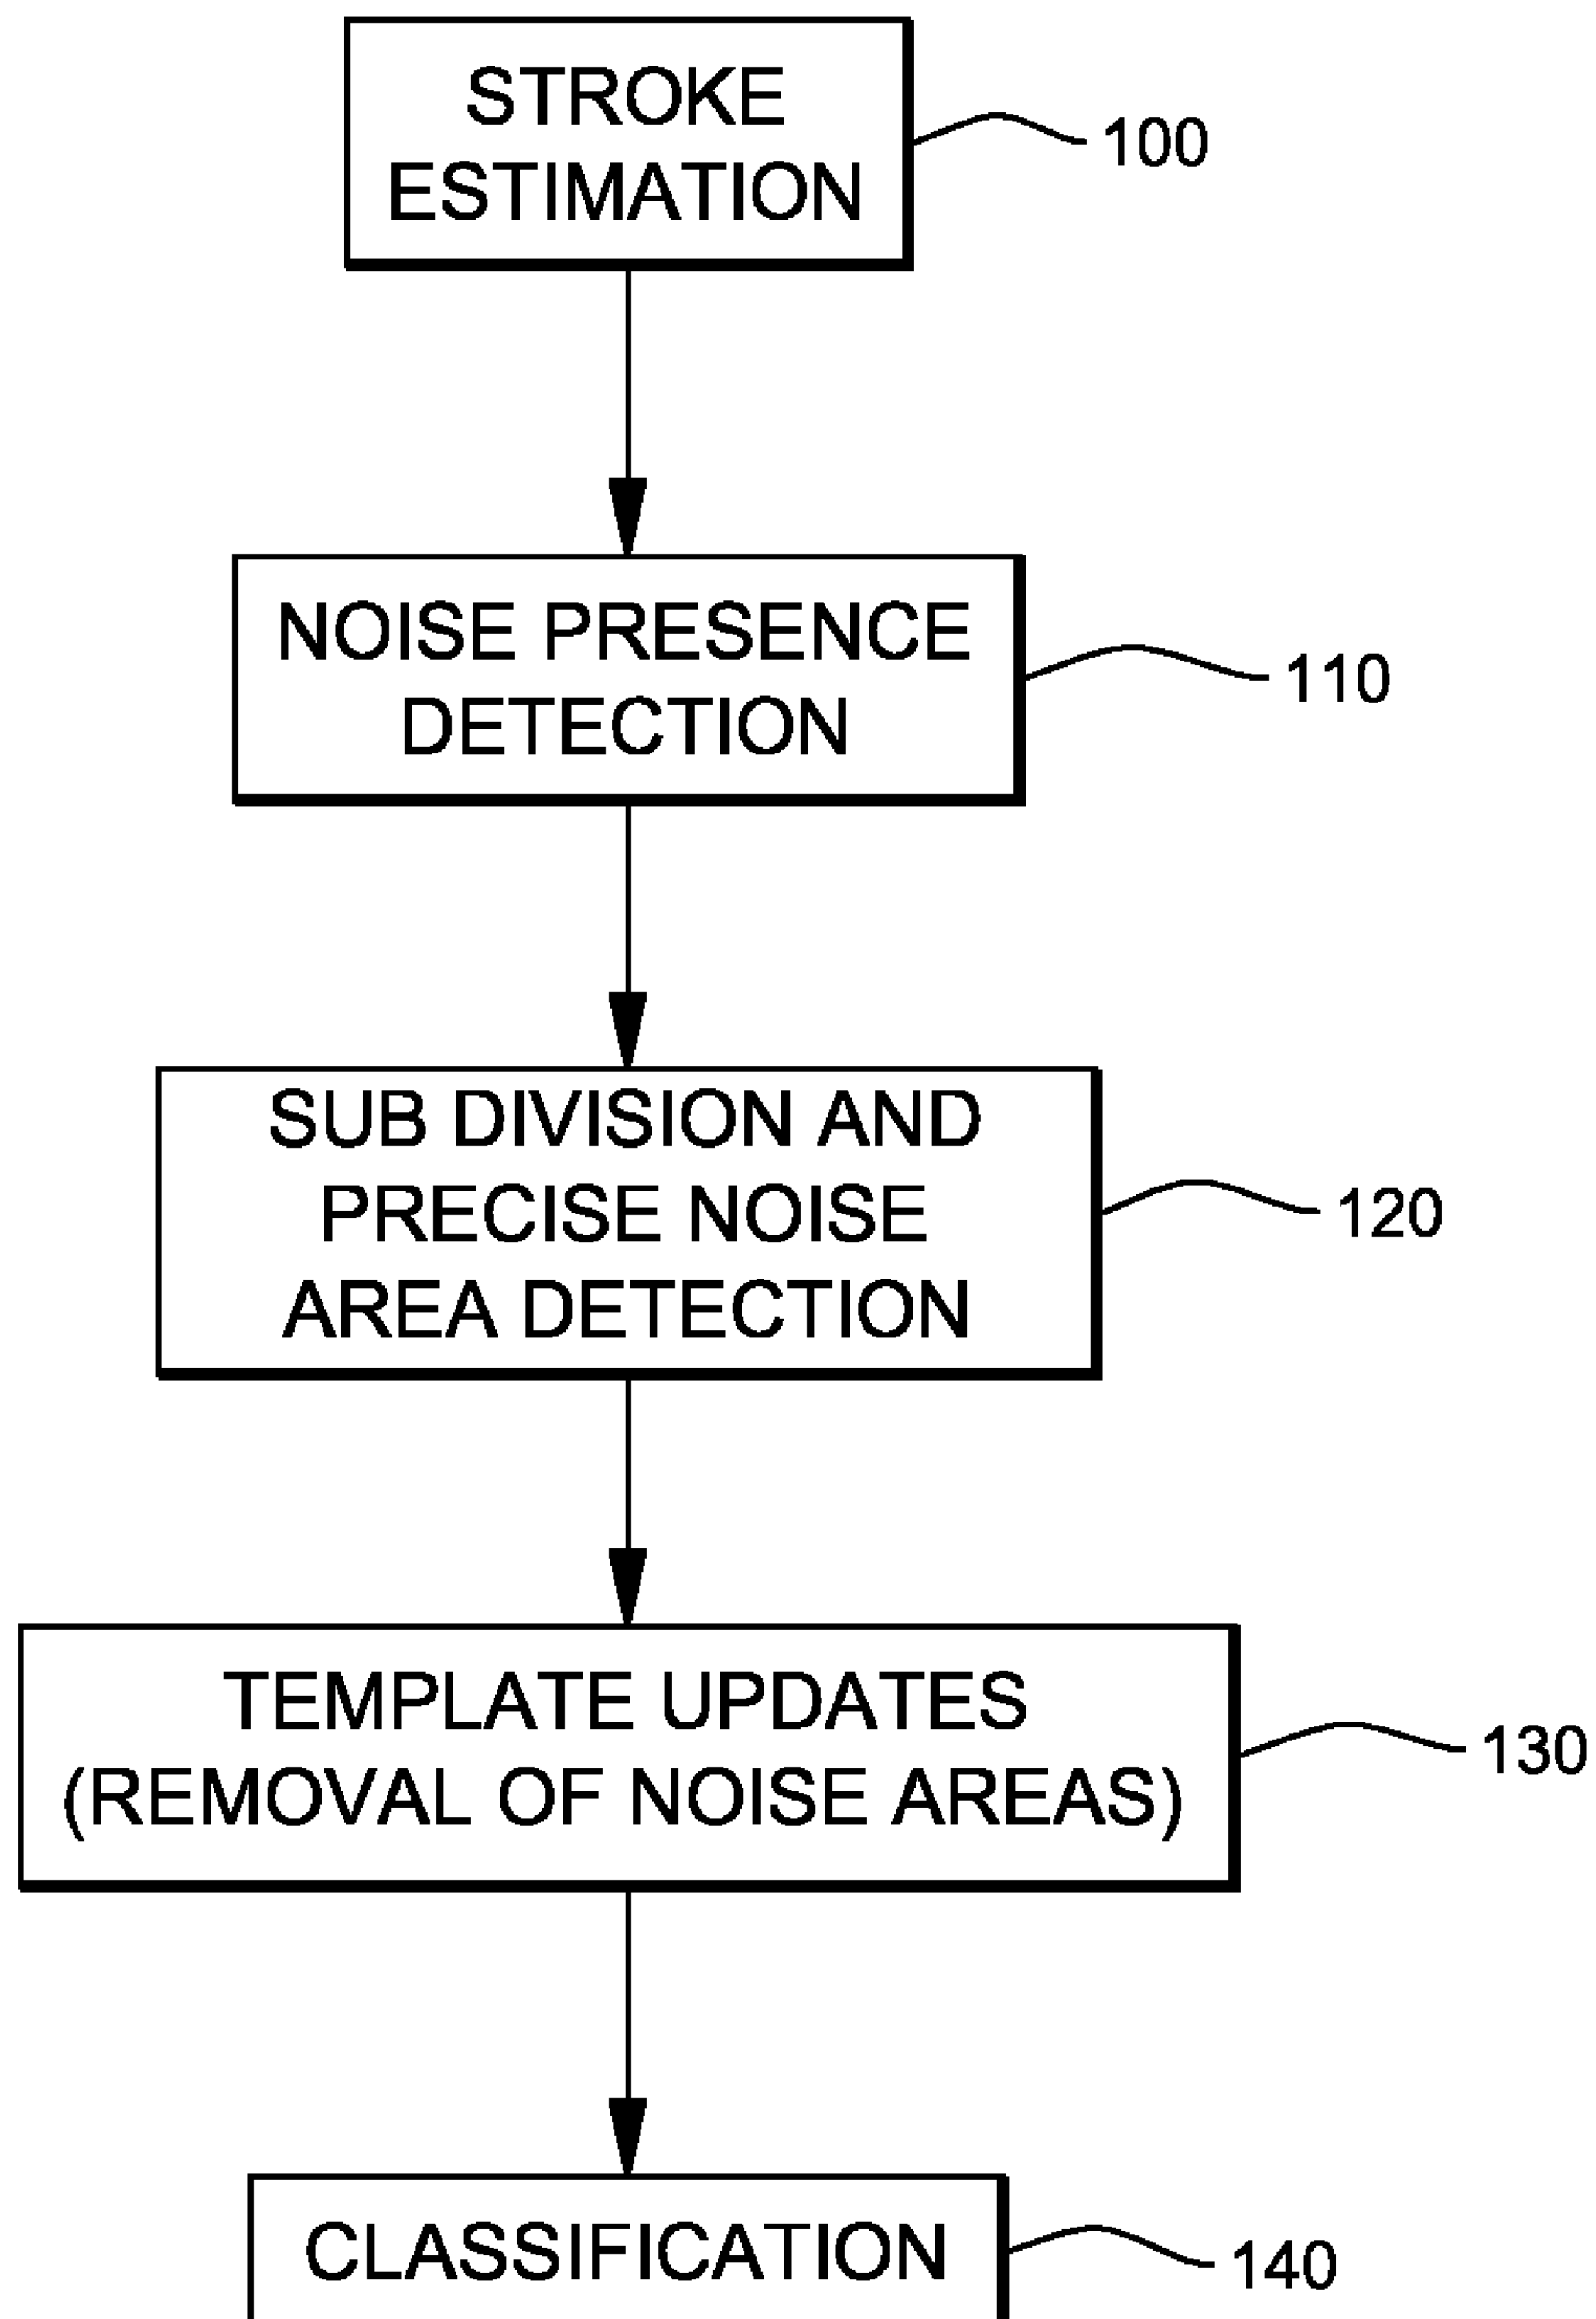 STROKE
ESTIMATION
100
NOISE PRESENCE
DETECTION
110
SUB DIVISION AND
PRECISE NOISE
AREA DETECTION
120
TEMPLATE UPDATES
(REMOVAL OF NOISE AREAS)
130
CLASSIFICATION
140